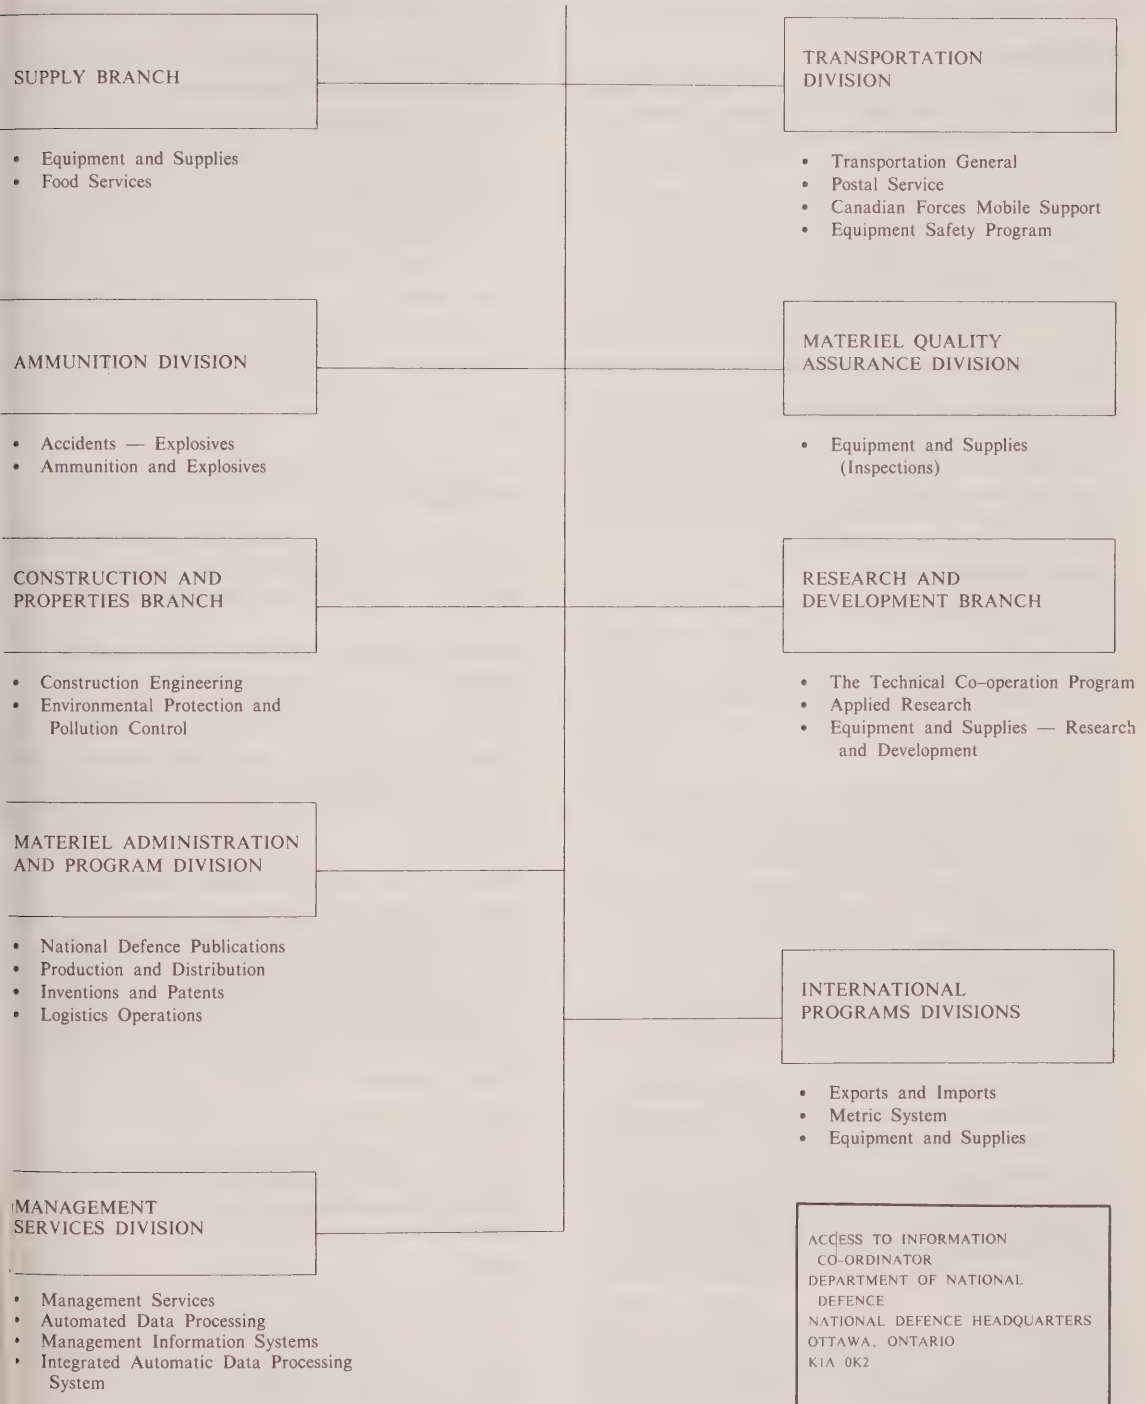 SUPPLY BRANCH
• Equipment and Supplies
• Food Services
TRANSPORTATION
DIVISION
• Transportation General
• Postal Service
• Canadian Forces Mobile Support
• Equipment Safety Program
AMMUNITION DIVISION
• Accidents — Explosives
• Ammunition and Explosives
MATERIEL QUALITY
ASSURANCE DIVISION
• Equipment and Supplies
(Inspections)
CONSTRUCTION AND
PROPERTIES BRANCH
• Construction Engineering
• Environmental Protection and
Pollution Control
RESEARCH AND
DEVELOPMENT BRANCH
• The Technical Co-operation Program
• Applied Research
• Equipment and Supplies — Research
and Development
MATERIEL ADMINISTRATION
AND PROGRAM DIVISION
• National Defence Publications
• Production and Distribution
• Inventions and Patents
• Logistics Operations
INTERNATIONAL
PROGRAMS DIVISIONS
• Exports and Imports
• Metric System
• Equipment and Supplies
MANAGEMENT
SERVICES DIVISION
• Management Services
• Automated Data Processing
• Management Information Systems
• Integrated Automatic Data Processing
System
ACCESS TO INFORMATION
CO-ORDINATOR
DEPARTMENT OF NATIONAL
DEFENCE
NATIONAL DEFENCE HEADQUARTERS
OTTAWA, ONTARIO
K1A 0K2